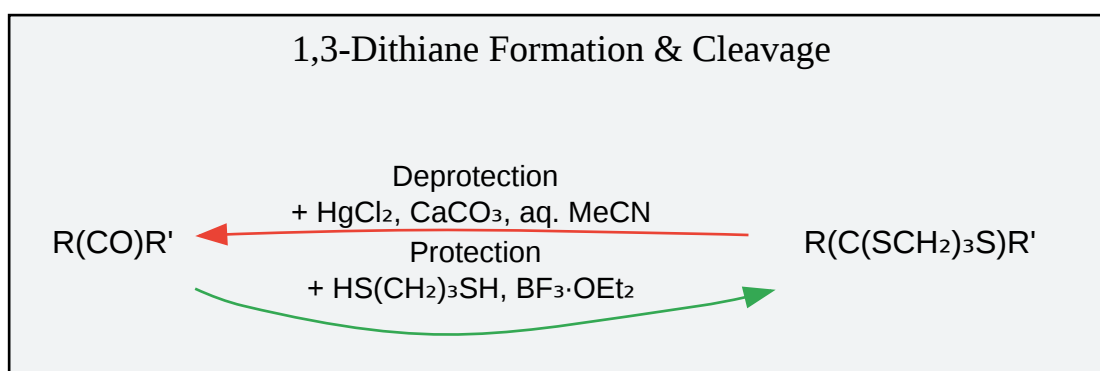 1,3-Dithiane Formation & Cleavage
Deprotection
+ HgCl₂, CaCO₃, aq. MeCN
R(CO)R'
R(C(SCH₂)₃S)R'
Protection
+ HS(CH₂)₃SH, BF₃·OEt₂